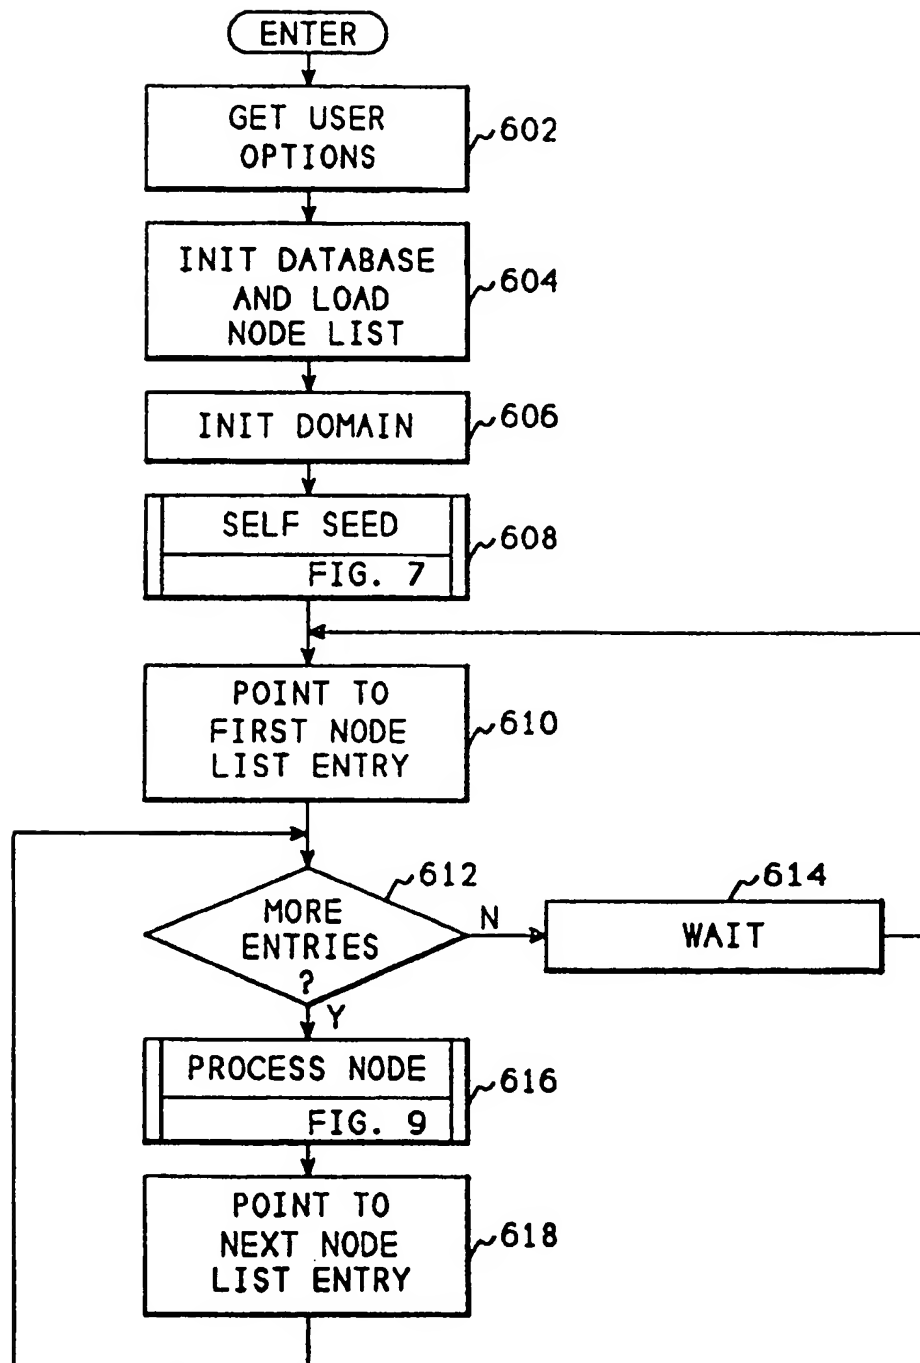 ENTER
GET USER
OPTIONS
602
INIT DATABASE
AND LOAD
NODE LIST
604
INIT DOMAIN
606
SELF SEED
FIG. 7
608
POINT TO
FIRST NODE
LIST ENTRY
610
612
MORE
ENTRIES
?
N
Y
614
WAIT
PROCESS NODE
FIG. 9
616
POINT TO
NEXT NODE
LIST ENTRY
618